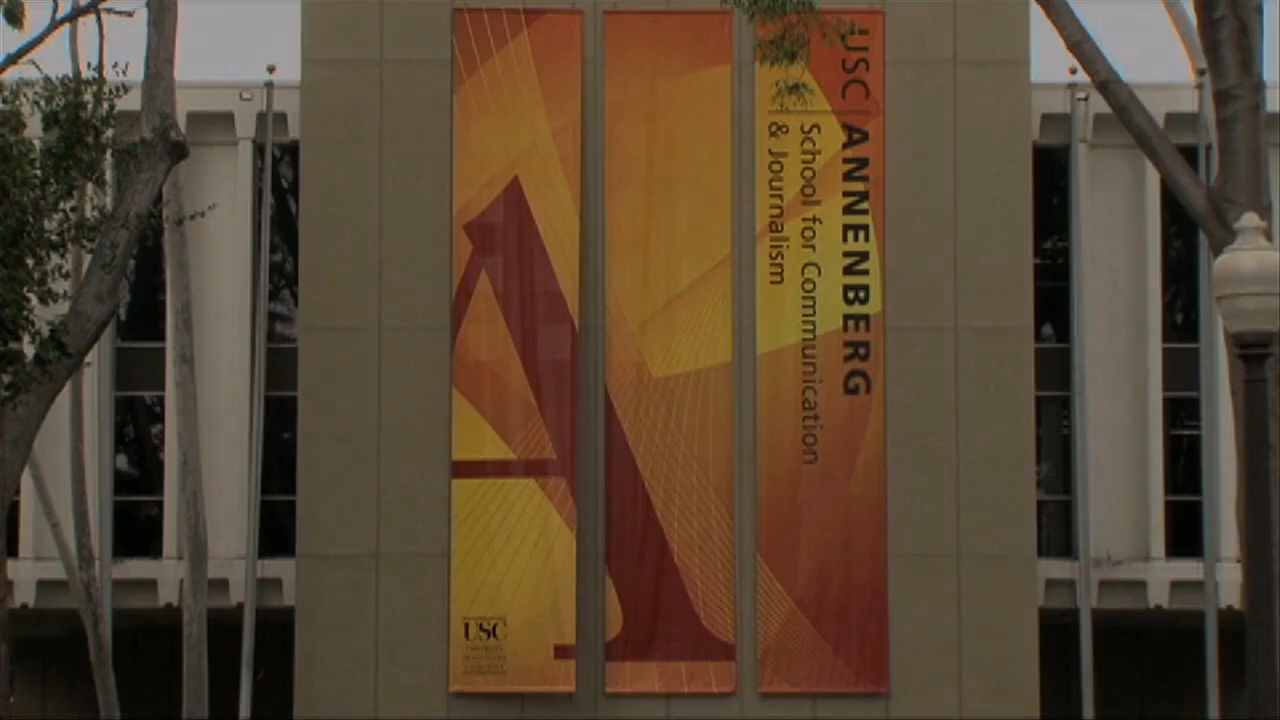 USC | ANNENBERG
School for Communication
& Journalism
A
USC